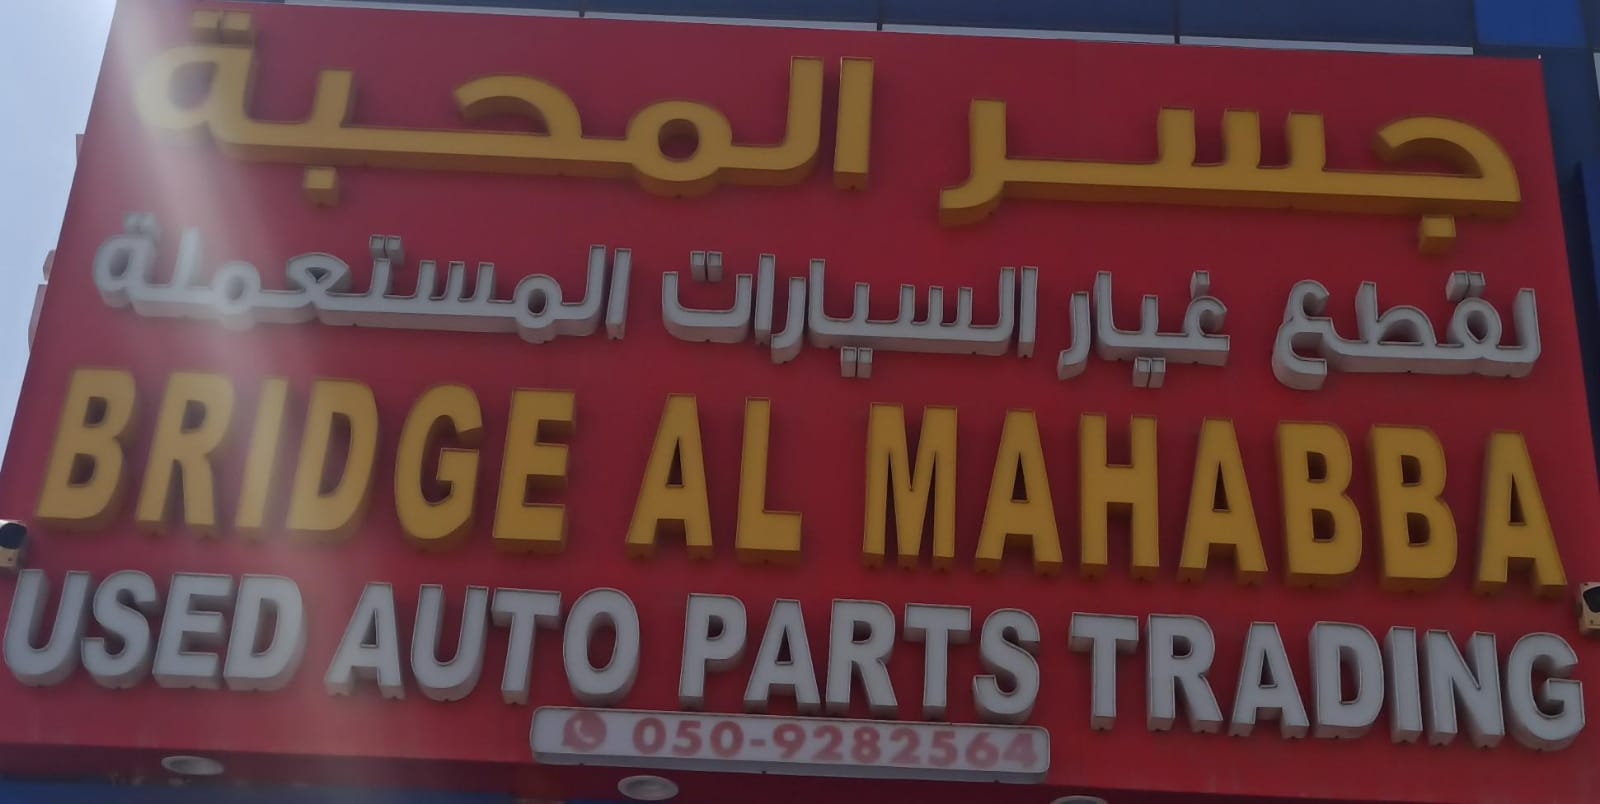 جسر المحبة
لقطع غيار السيارات المستعملة
BRIDGE AL MAHABBA
USED AUTO PARTS TRADING
050-9282564